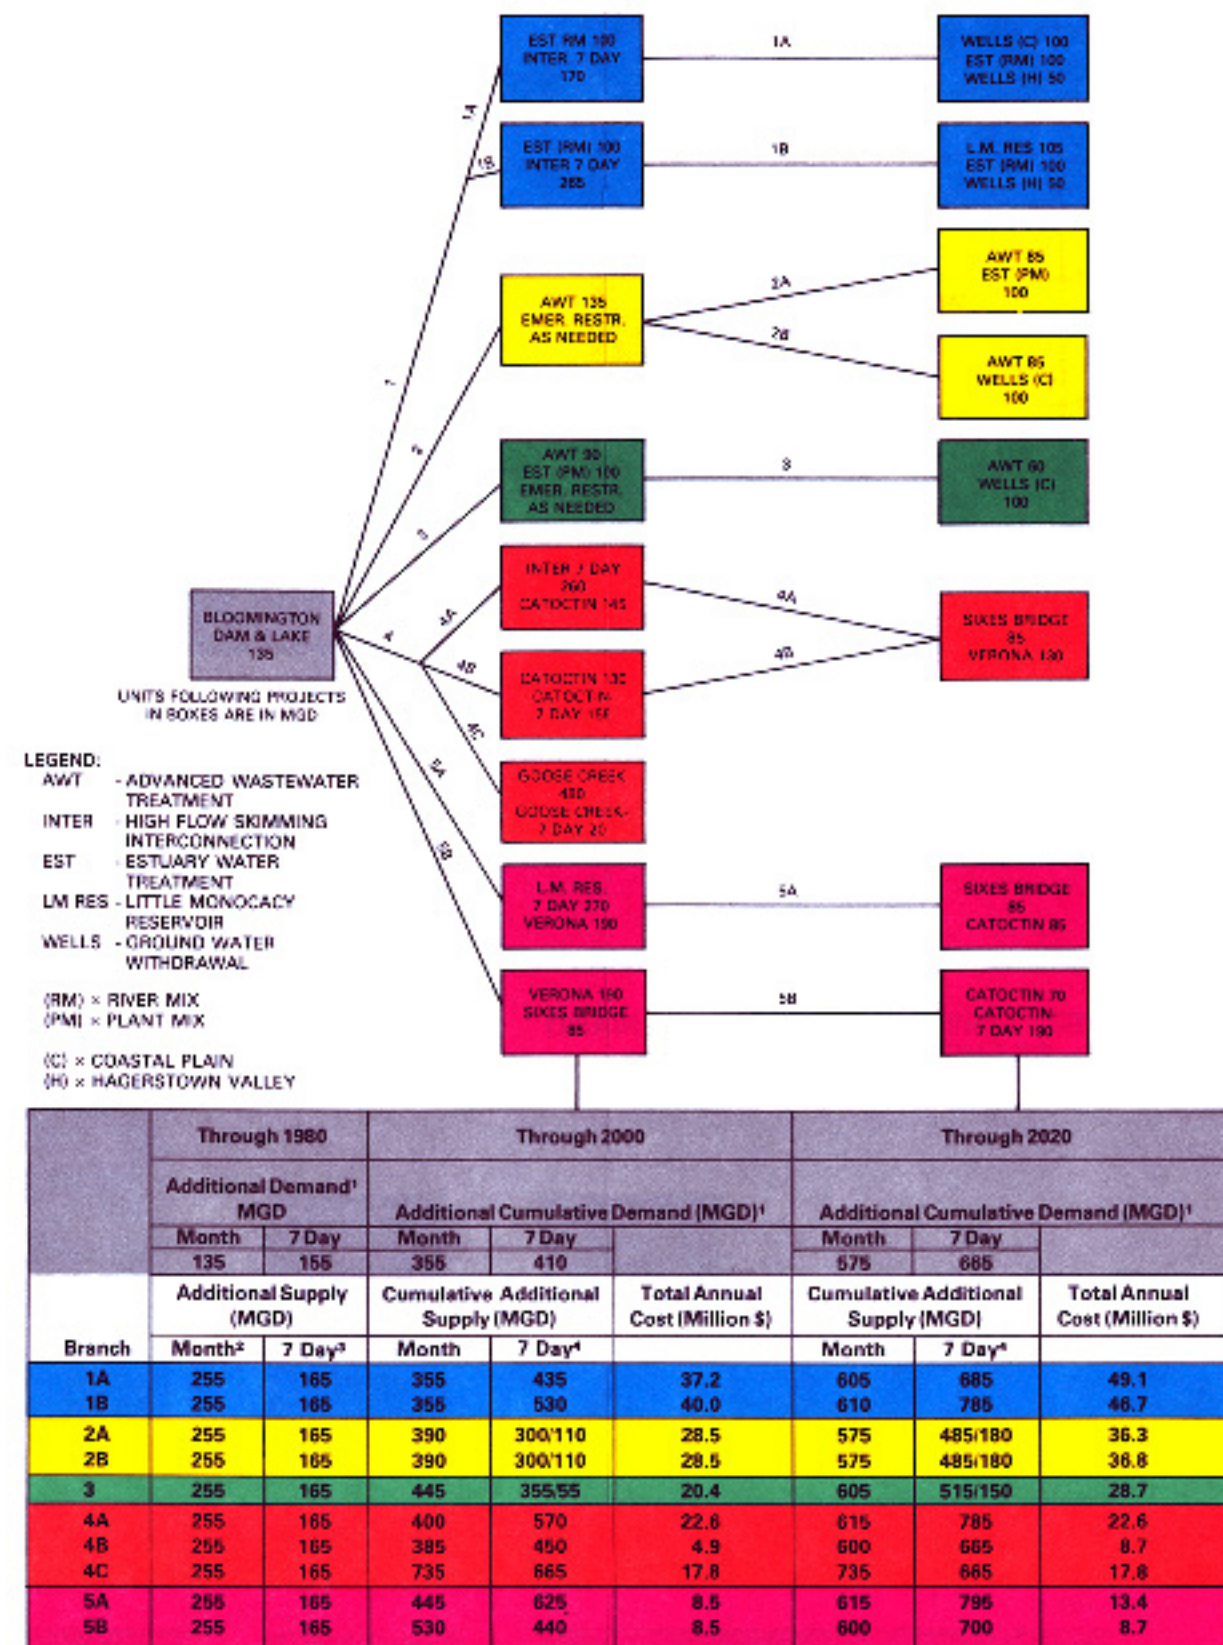 EST RM 100
INTER. 7 DAY
170
1A
WELLS (C) 100
EST (RM) 100
WELLS (H) 50
1A
1B
EST (RM) 100
INTER 7 DAY
265
1B
L.M. RES 105
EST (RM) 100
WELLS (H) 50
1
AWT 135
EMER. RESTR.
AS NEEDED
2A
2B
AWT 85
EST (PM)
100
AWT 85
WELLS (C)
100
2
AWT 90
EST (PM) 100
EMER. RESTR.
AS NEEDED
3
AWT 60
WELLS (C)
100
3
BLOOMINGTON
DAM & LAKE
135
UNITS FOLLOWING PROJECTS
IN BOXES ARE IN MGD
4
4A
4B
4C
INTER 7 DAY
260
CATOCTIN 145
4A
CATOCTIN 130
CATOCTIN-
7 DAY 155
4B
SIXES BRIDGE
85
VERONA 130
GOOSE CREEK
480
GOOSE CREEK-
7 DAY 20
5A
5B
L.M. RES.
7 DAY 270
VERONA 190
5A
SIXES BRIDGE
85
CATOCTIN 85
VERONA 190
SIXES BRIDGE
85
5B
CATOCTIN 70
CATOCTIN-
7 DAY 190
LEGEND:
AWT - ADVANCED WASTEWATER
TREATMENT
INTER - HIGH FLOW SKIMMING
INTERCONNECTION
EST - ESTUARY WATER
TREATMENT
LM RES - LITTLE MONOCACY
RESERVOIR
WELLS - GROUND WATER
WITHDRAWAL
(RM) × RIVER MIX
(PM) × PLANT MIX
(C) × COASTAL PLAIN
(H) × HAGERSTOWN VALLEY
Through 1980 Through 2000 Through 2020
Additional Demand¹
MGD Additional Cumulative Demand (MGD)¹ Additional Cumulative Demand (MGD)¹
Month 7 Day Month 7 Day Month 7 Day
135 155 355 410 575 665
Additional Supply Cumulative Additional Total Annual Cumulative Additional Total Annual
(MGD) Supply (MGD) Cost (Million $) Supply (MGD) Cost (Million $)
Branch Month² 7 Day³ Month 7 Day⁴ Month 7 Day⁴
1A 255 165 355 435 37.2 605 685 49.1
1B 255 165 355 530 40.0 610 785 46.7
2A 255 165 390 300/110 28.5 575 485/180 36.3
2B 255 165 390 300/110 28.5 575 485/180 36.8
3 255 165 445 355/55 20.4 605 515/150 28.7
4A 255 165 400 570 22.6 615 785 22.6
4B 255 165 385 450 4.9 600 665 8.7
4C 255 165 735 665 17.8 735 665 17.8
5A 255 165 445 625 8.5 615 795 13.4
5B 255 165 530 440 8.5 600 700 8.7